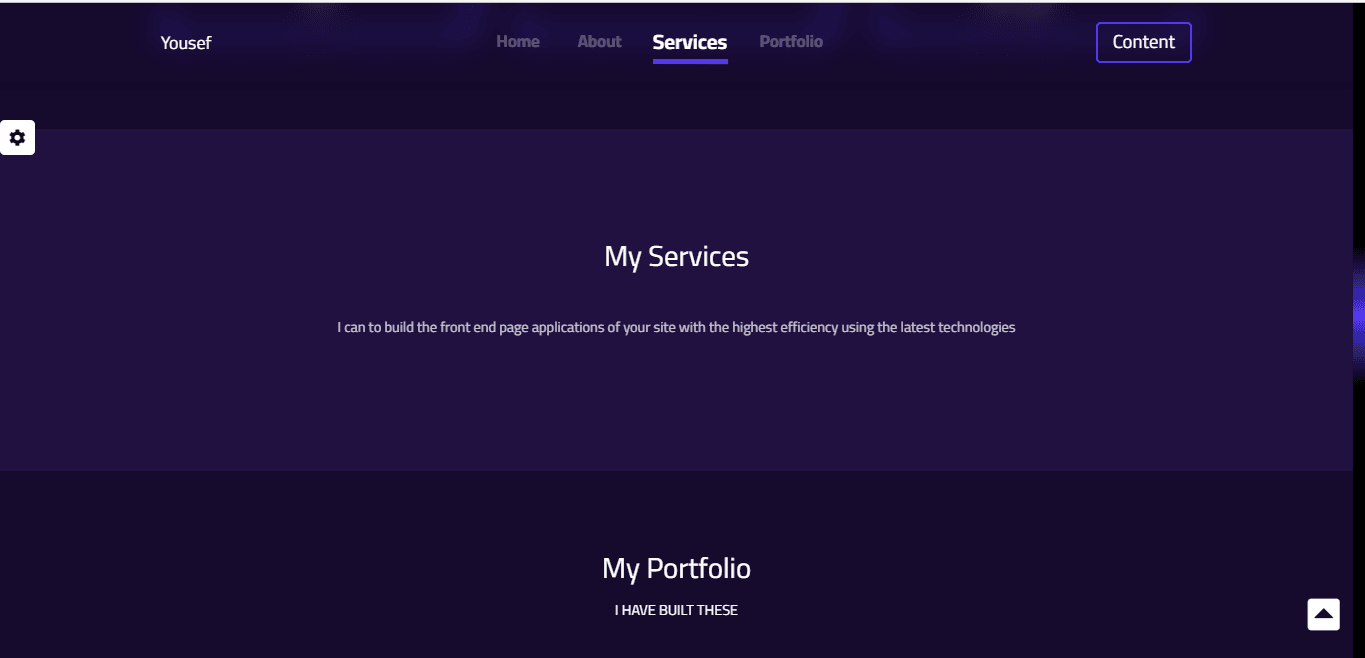 Yousef
Home
About
Services
Portfolio
Content
My Services
I can to build the front end page applications of your site with the highest efficiency using the latest technologies
My Portfolio
I HAVE BUILT THESE